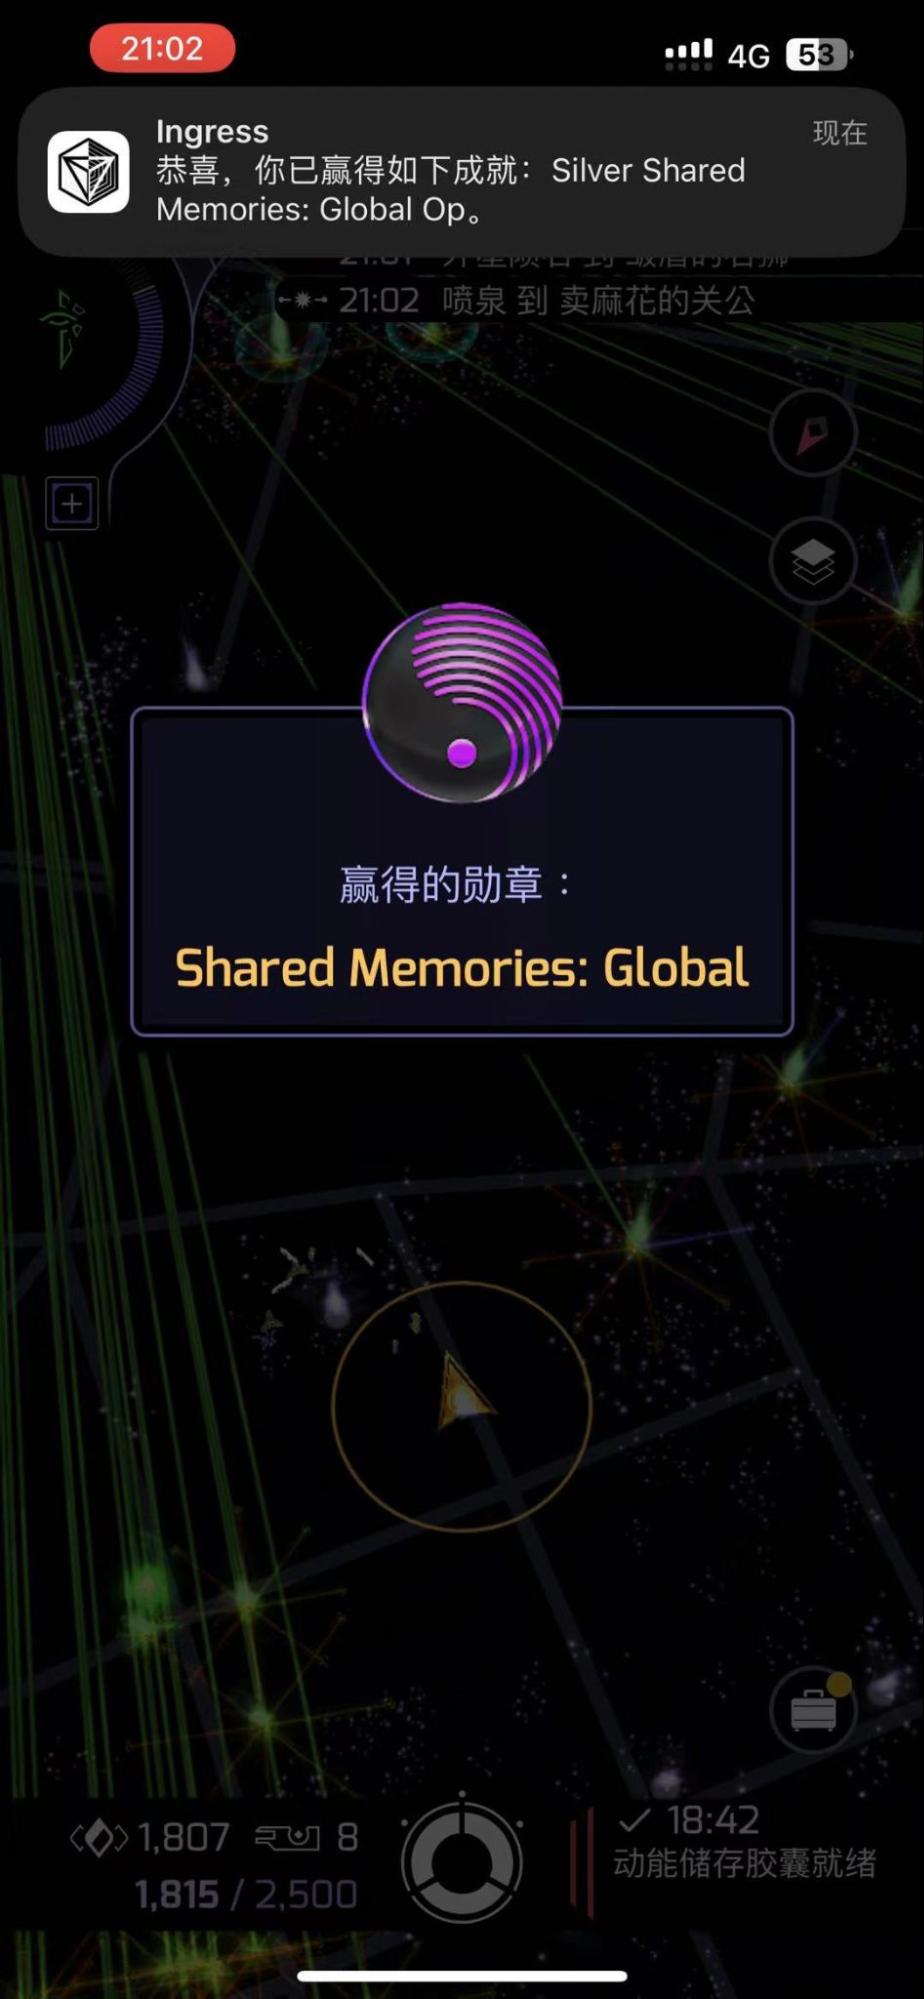 21:02
4G
53
Ingress
现在
恭喜，你已赢得如下成就：Silver Shared
Memories: Global Op。
21:02 喷泉 到 卖麻花的关公
赢得的勋章：
Shared Memories: Global
1,807
8
18:42
动能储存胶囊就绪
1,815 / 2,500